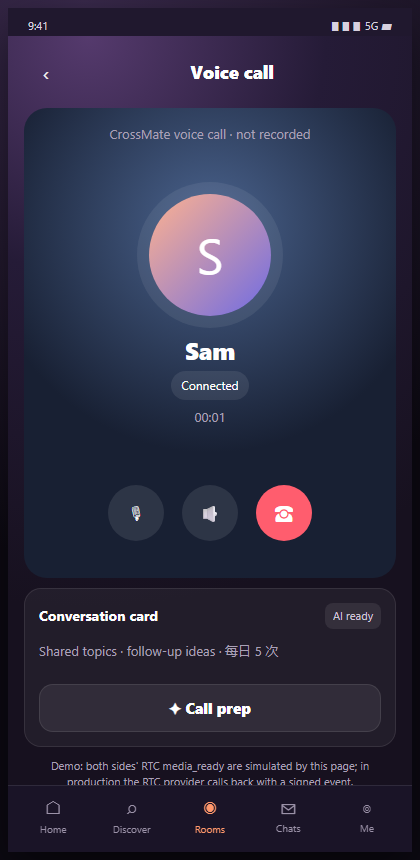 9:41
5G
Voice call
CrossMate voice call · not recorded
S
Sam
Connected
00:01
Conversation card
AI ready
Shared topics · follow-up ideas · 每日 5 次
✦ Call prep
Demo: both sides' RTC media_ready are simulated by this page; in
production the RTC provider calls back with a signed event.
Home
Discover
Rooms
Chats
Me